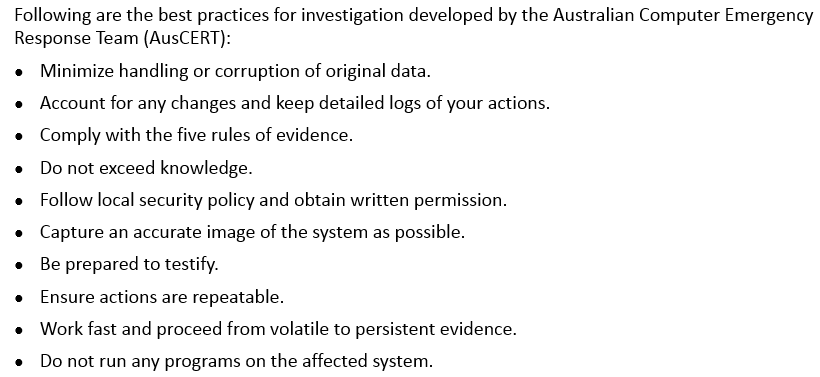 Following are the best practices for investigation developed by the Australian Computer Emergency
Response Team (AusCERT):
• Minimize handling or corruption of original data.
• Account for any changes and keep detailed logs of your actions.
• Comply with the five rules of evidence.
• Do not exceed knowledge.
• Follow local security policy and obtain written permission.
• Capture an accurate image of the system as possible.
• Be prepared to testify.
• Ensure actions are repeatable.
• Work fast and proceed from volatile to persistent evidence.
• Do not run any programs on the affected system.